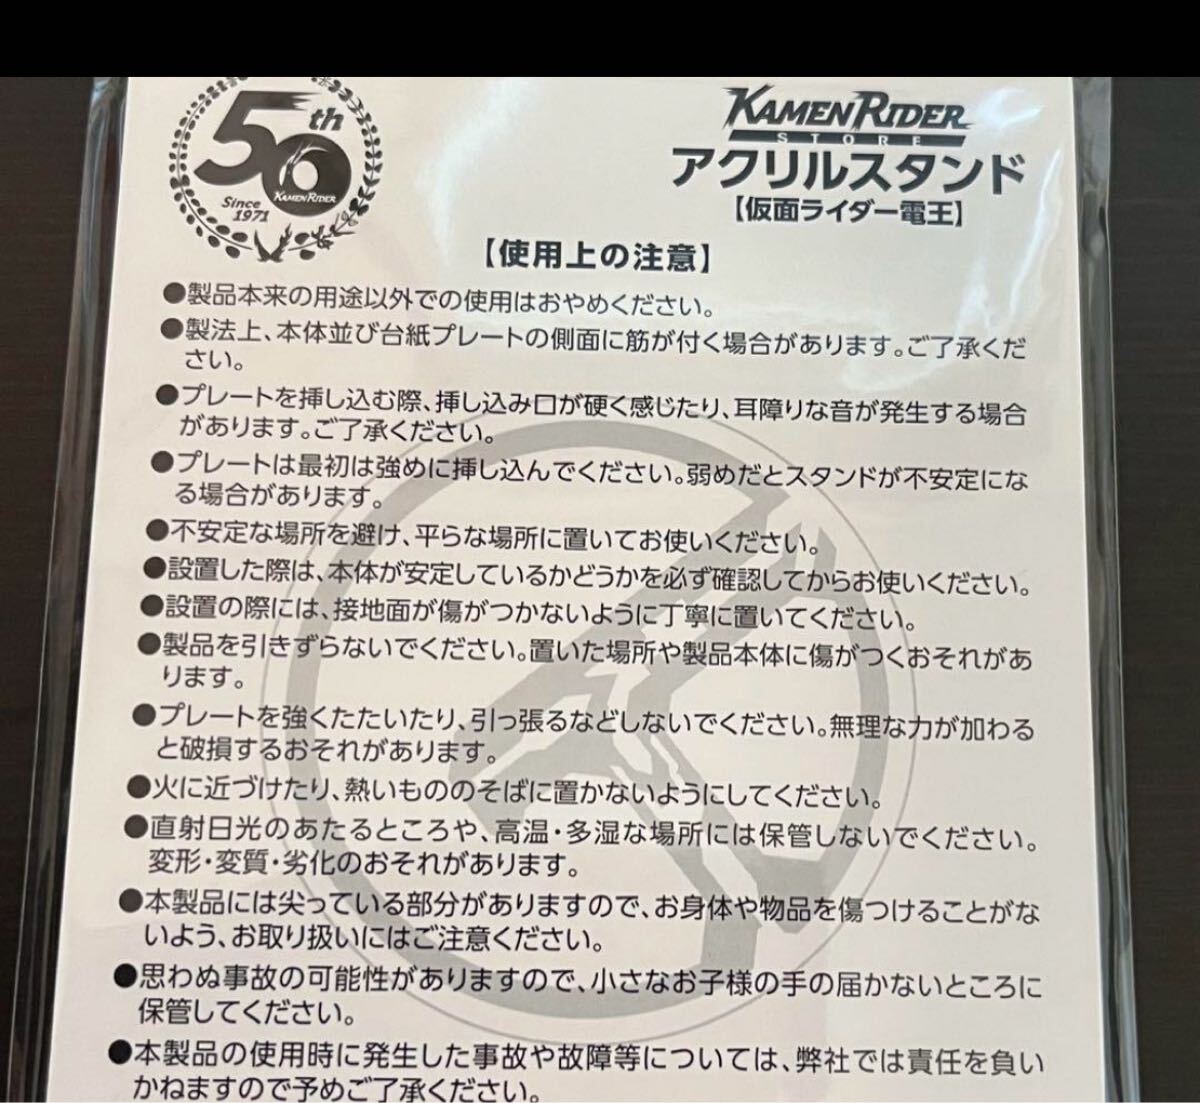 50th
KAMEN RIDER
Since
1971
KAMEN RIDER
STORE
アクリルスタンド
【仮面ライダー電王】
【使用上の注意】
●製品本来の用途以外での使用はおやめください。
●製法上、本体並び台紙プレートの側面に筋が付く場合があります。ご了承くだ
さい。
●プレートを挿し込む際、挿し込み口が硬く感じたり、耳障りな音が発生する場合
があります。ご了承ください。
●プレートは最初は強めに挿し込んでください。弱めだとスタンドが不安定にな
る場合があります。
●不安定な場所を避け、平らな場所に置いてお使いください。
●設置した際は、本体が安定しているかどうかを必ず確認してからお使いください。
●設置の際には、接地面が傷がつかないように丁寧に置いてください。
●製品を引きずらないでください。置いた場所や製品本体に傷がつくおそれがあ
ります。
●プレートを強くたたいたり、引っ張るなどしないでください。無理な力が加わる
と破損するおそれがあります。
●火に近づけたり、熱いもののそばに置かないようにしてください。
●直射日光のあたるところや、高温・多湿な場所には保管しないでください。
変形・変質・劣化のおそれがあります。
●本製品には尖っている部分がありますので、お身体や物品を傷つけることがな
いよう、お取り扱いにはご注意ください。
●思わぬ事故の可能性がありますので、小さなお子様の手の届かないところに
保管してください。
●本製品の使用時に発生した事故や故障等については、弊社では責任を負い
かねますので予めご了承ください。